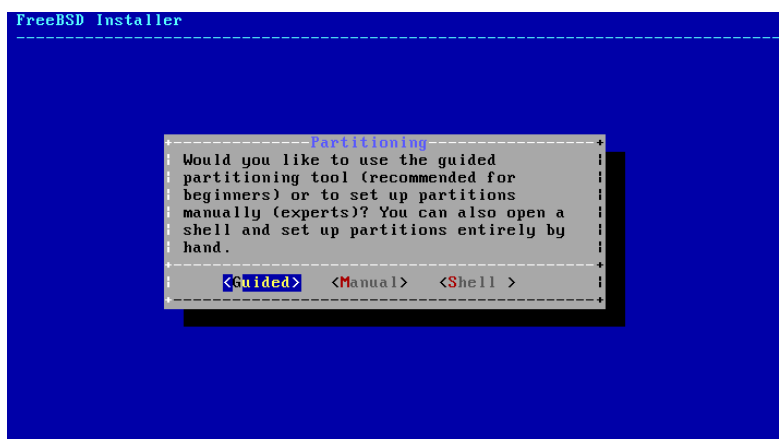 FreeBSD Installer
Partitioning
Would you like to use the guided
partitioning tool (recommended for
beginners) or to set up partitions
manually (experts)? You can also open a
shell and set up partitions entirely by
hand.
<Guided> <Manual> <Shell >